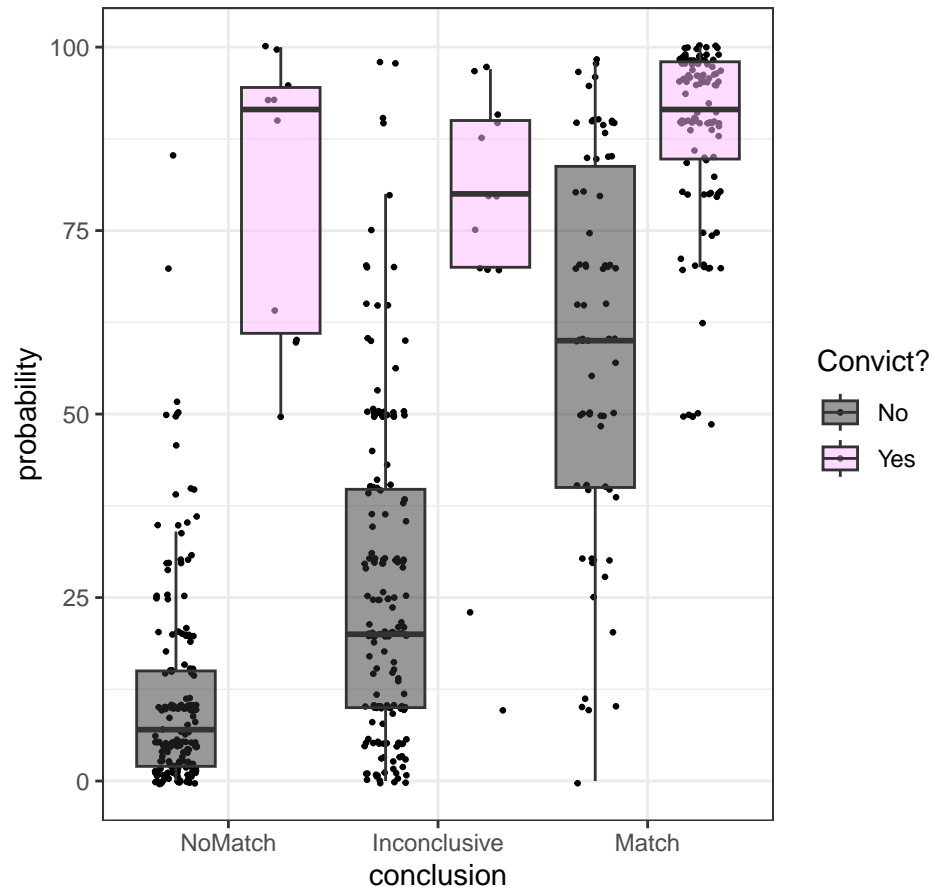 100
75
50
25
0
probability
NoMatch
Inconclusive
Match
conclusion
Convict?
No
Yes